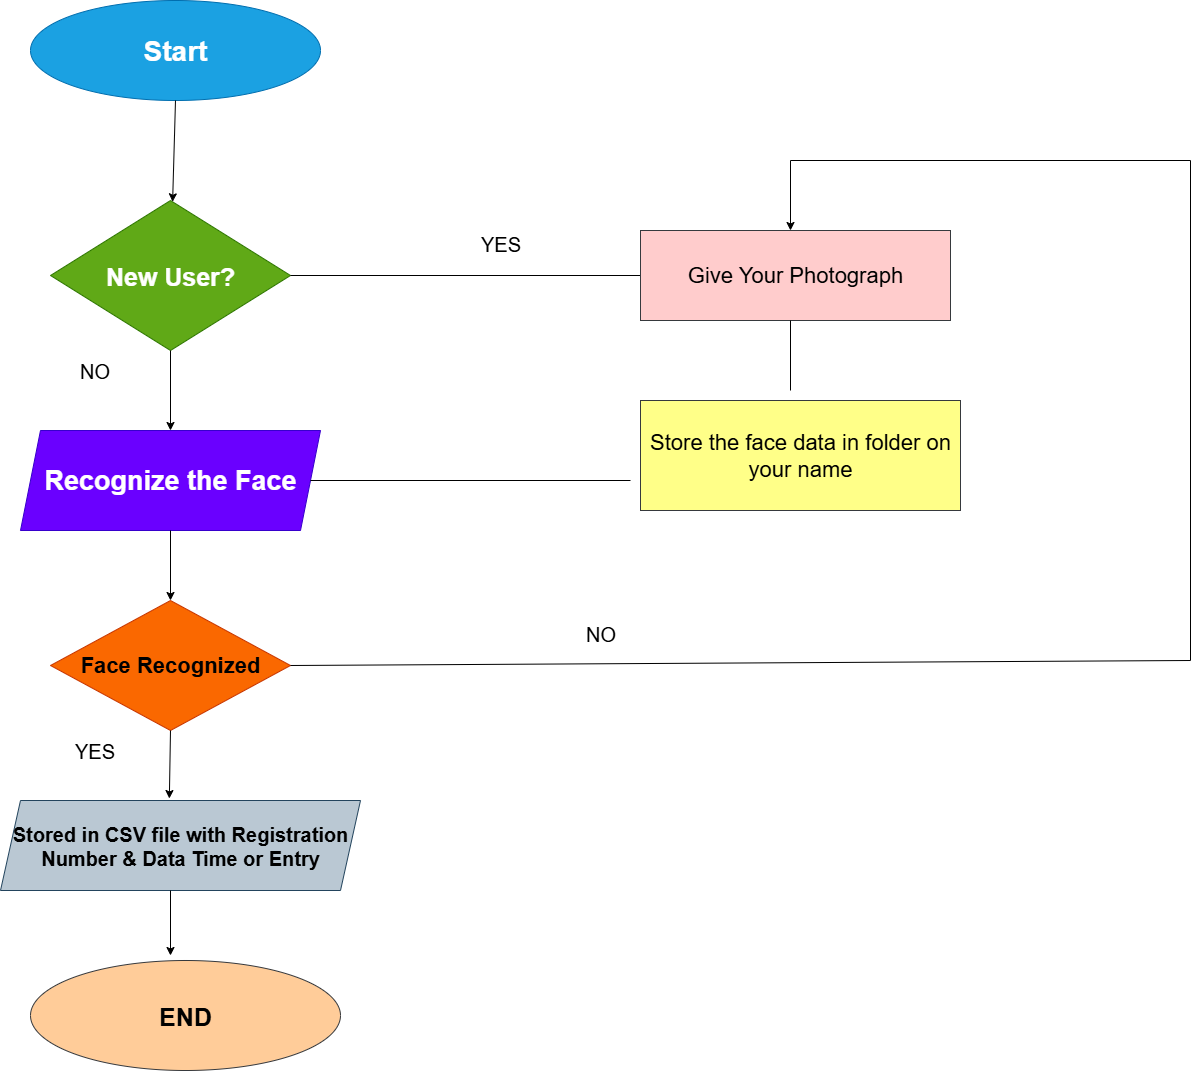 Start
New User?
YES
Give Your Photograph
NO
Recognize the Face
Store the face data in folder on
your name
Face Recognized
NO
YES
Stored in CSV file with Registration
Number & Data Time or Entry
END